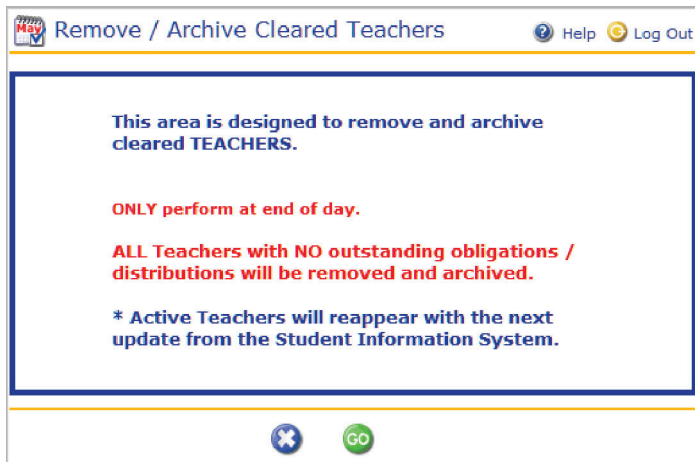 May Remove / Archive Cleared Teachers ? Help Log Out
This area is designed to remove and archive
cleared TEACHERS.
ONLY perform at end of day.
ALL Teachers with NO outstanding obligations /
distributions will be removed and archived.
* Active Teachers will reappear with the next
update from the Student Information System.
GO